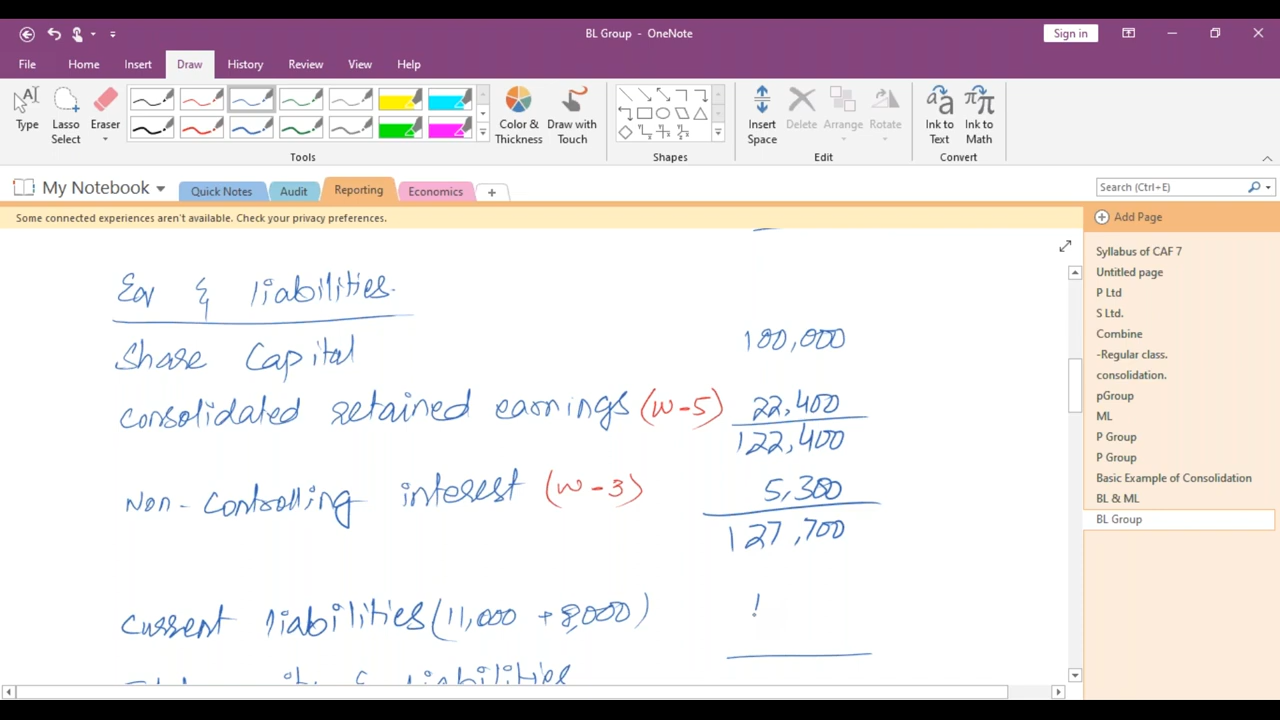 BL Group - OneNote
Sign in
File Home Insert Draw History Review View Help
Type
Lasso Select
Eraser
Color & Thickness
Draw with Touch
Insert Space
Delete
Arrange
Rotate
Ink to Text
Ink to Math
Tools
Shapes
Edit
Convert
My Notebook
Quick Notes
Audit
Reporting
Economics
Search (Ctrl+E)
Some connected experiences aren't available. Check your privacy preferences.
Add Page
Syllabus of CAF 7
Untitled page
P Ltd
S Ltd.
Combine
-Regular class.
consolidation.
pGroup
ML
P Group
P Group
Basic Example of Consolidation
BL & ML
BL Group
Eqv & liabilities.
Share Capital 100,000
consolidated retained earnings (W-5) 22,400
122,400
Non-controlling interest (W-3) 5,300
127,700
Current liabilities (11,000 + 8,000)